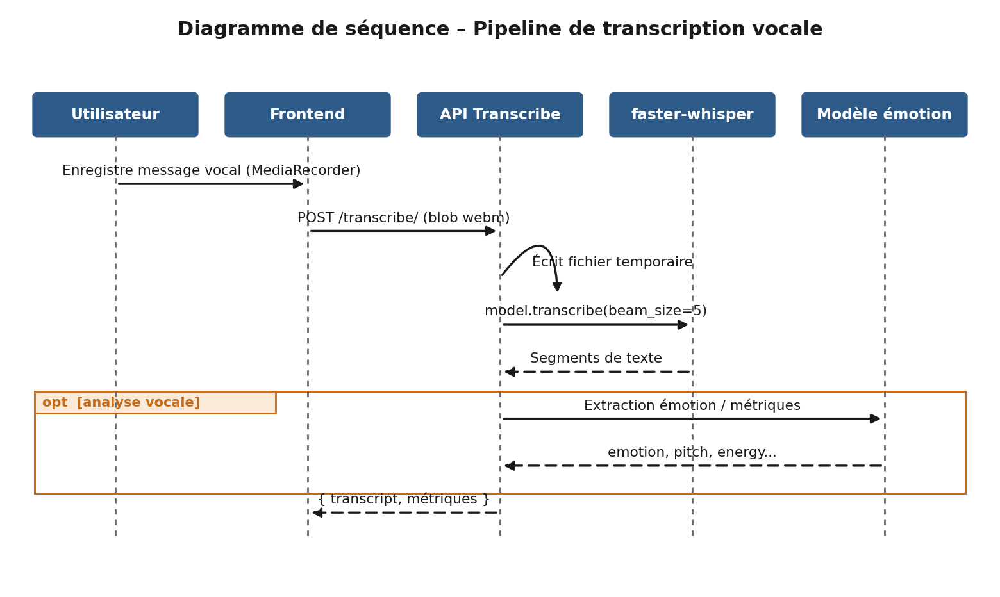 Diagramme de séquence – Pipeline de transcription vocale
Utilisateur
Frontend
API Transcribe
faster-whisper
Modèle émotion
Enregistre message vocal (MediaRecorder)
POST /transcribe/ (blob webm)
Écrit fichier temporaire
model.transcribe(beam_size=5)
Segments de texte
opt [analyse vocale]
Extraction émotion / métriques
emotion, pitch, energy...
{ transcript, métriques }